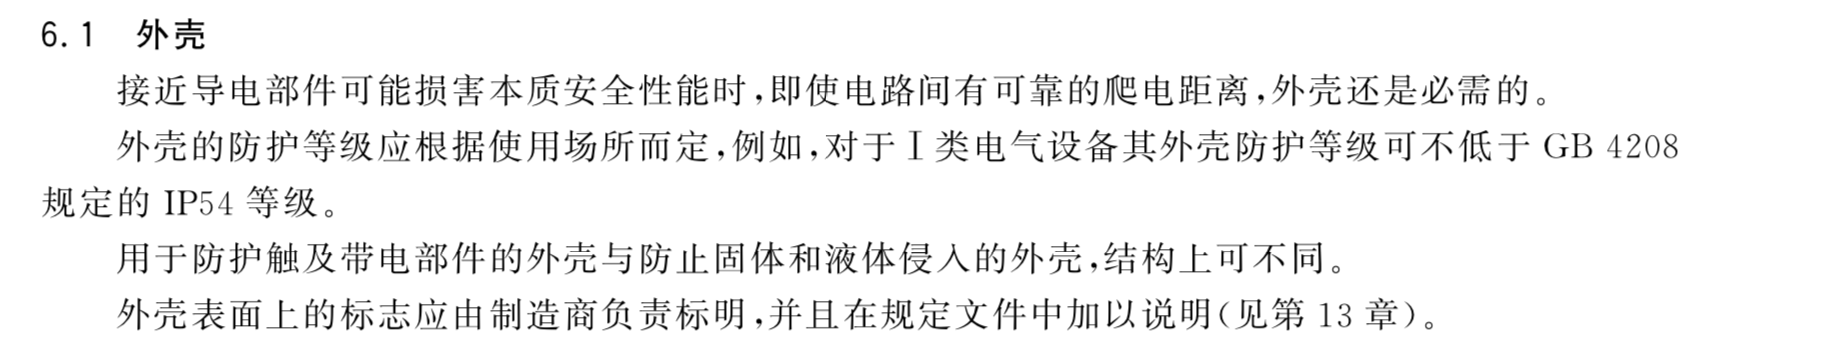 6.1 外壳
接近导电部件可能损害本质安全性能时,即使电路间有可靠的爬电距离,外壳还是必需的。
外壳的防护等级应根据使用场所而定,例如,对于Ⅰ类电气设备其外壳防护等级可不低于 GB 4208
规定的 IP54 等级。
用于防护触及带电部件的外壳与防止固体和液体侵入的外壳,结构上可不同。
外壳表面上的标志应由制造商负责标明,并且在规定文件中加以说明(见第 13 章)。